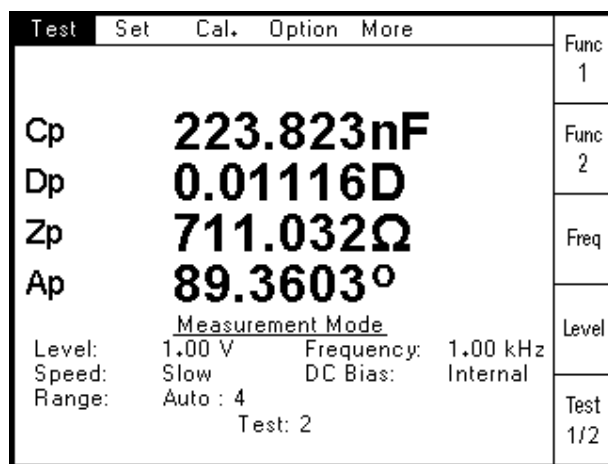 Test Set Cal. Option More
Func 1
Cp 223.823nF
Func 2
Dp 0.01116D
Zp 711.032Ω
Freq
Ap 89.3603°
Measurement Mode
Level: 1.00 V Frequency: 1.00 kHz
Level
Speed: Slow DC Bias: Internal
Range: Auto : 4
Test: 2
Test 1/2